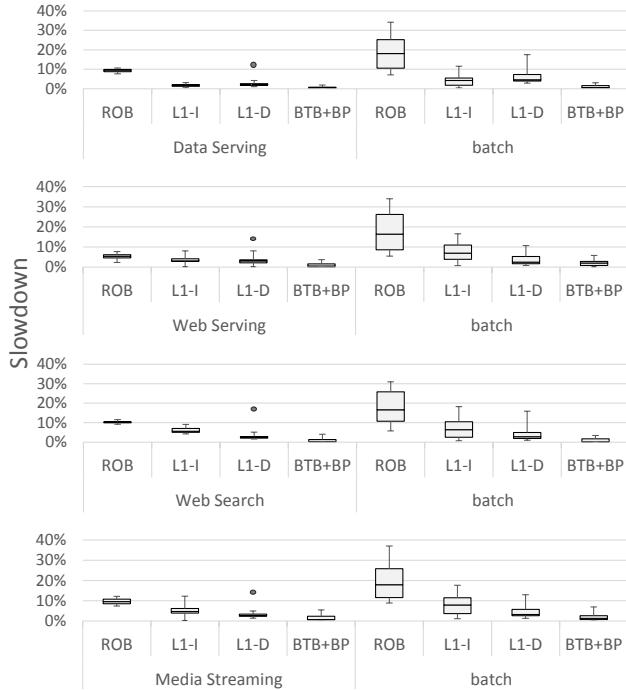 Slowdown
40%
30%
20%
10%
0%
ROB L1-I L1-D BTB+BP ROB L1-I L1-D BTB+BP
Data Serving batch
40%
30%
20%
10%
0%
ROB L1-I L1-D BTB+BP ROB L1-I L1-D BTB+BP
Web Serving batch
40%
30%
20%
10%
0%
ROB L1-I L1-D BTB+BP ROB L1-I L1-D BTB+BP
Web Search batch
40%
30%
20%
10%
0%
ROB L1-I L1-D BTB+BP ROB L1-I L1-D BTB+BP
Media Streaming batch